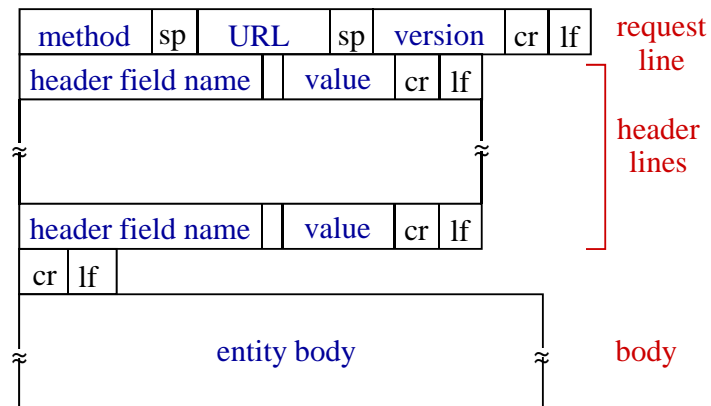 method sp URL sp version cr lf request
line
header field name value cr lf
header
lines
header field name value cr lf
cr lf
entity body body